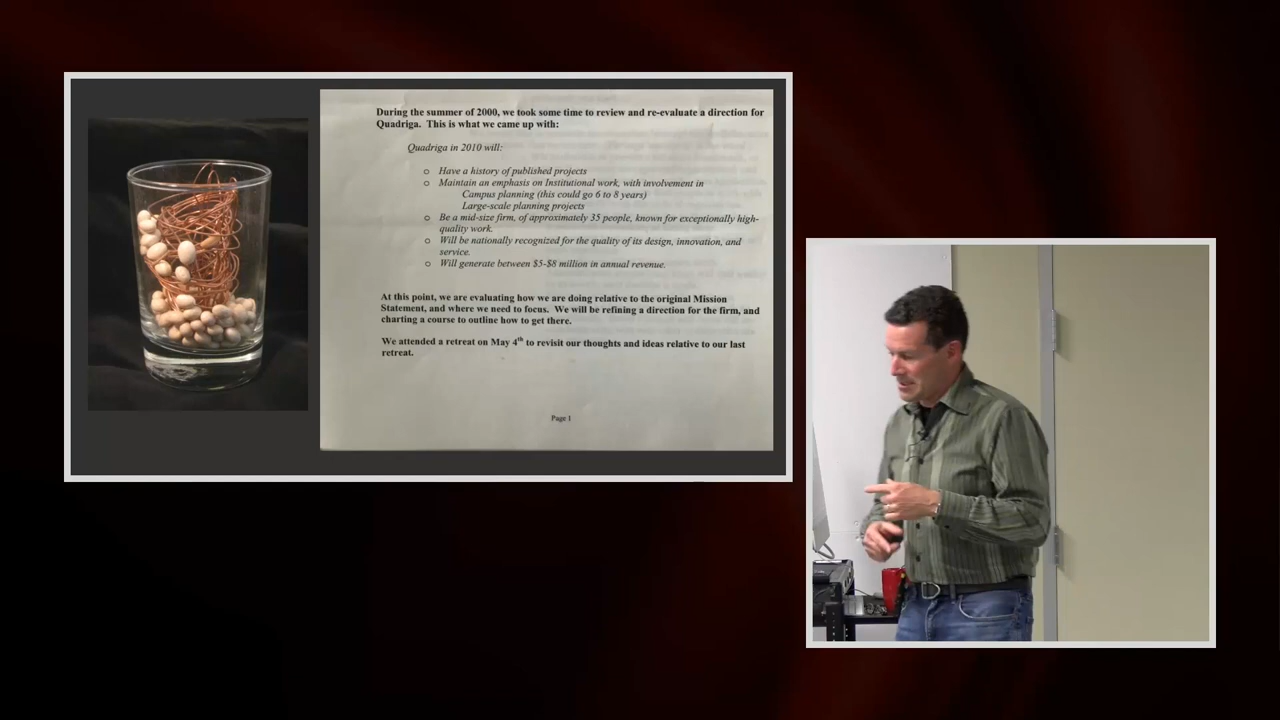 During the summer of 2000, we took some time to review and re-evaluate a direction for
Quadriga. This is what we came up with:
Quadriga in 2010 will:
o Have a history of published projects
o Maintain an emphasis on Institutional work, with involvement in
Campus planning (this could go 6 to 8 years)
Large-scale planning projects
o Be a mid-size firm, of approximately 35 people, known for exceptionally high-
quality work.
o Will be nationally recognized for the quality of its design, innovation, and
service.
o Will generate between $5-$8 million in annual revenue.
At this point, we are evaluating how we are doing relative to the original Mission
Statement, and where we need to focus. We will be refining a direction for the firm, and
charting a course to outline how to get there.
We attended a retreat on May 4th to revisit our thoughts and ideas relative to our last
retreat.
Page 1